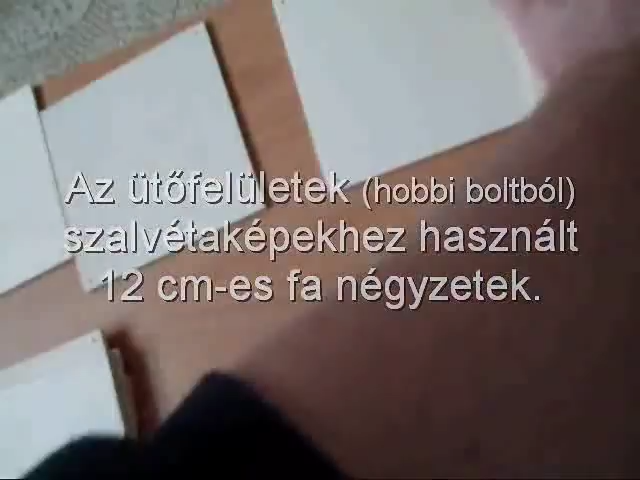 Az ütőfelületek (hobbi boltból)
szalvétaképekhez használt
12 cm-es fa négyzetek.